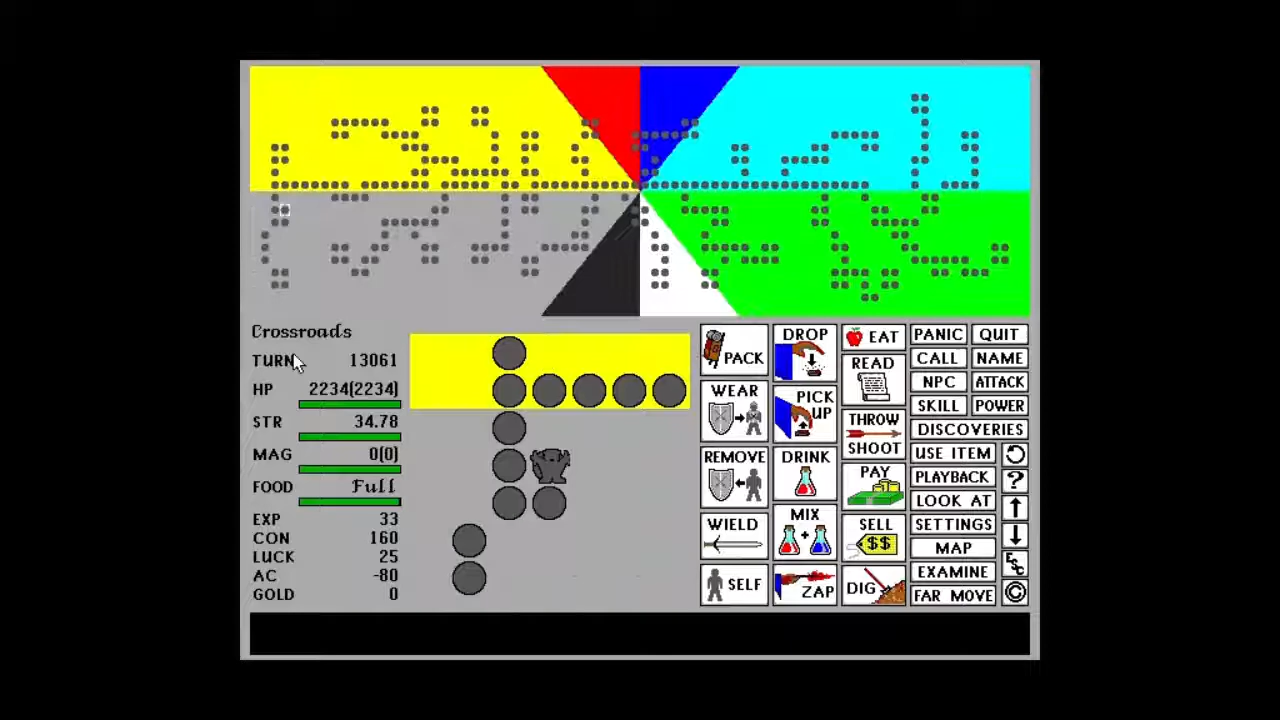 Crossroads
TURN 13061
HP 2234(2234)
STR 34.78
MAG 0(0)
FOOD Full
EXP 33
CON 160
LUCK 25
AC -80
GOLD 0
PACK
DROP
EAT
PANIC
QUIT
READ
CALL
NAME
WEAR
PICK UP
NPC
ATTACK
THROW
SHOOT
SKILL
POWER
DISCOVERIES
REMOVE
DRINK
PAY
USE ITEM
PLAYBACK
?
LOOK AT
WIELD
MIX
SELL
$$
SETTINGS
MAP
Esc
SELF
ZAP
DIG
EXAMINE
FAR MOVE
©